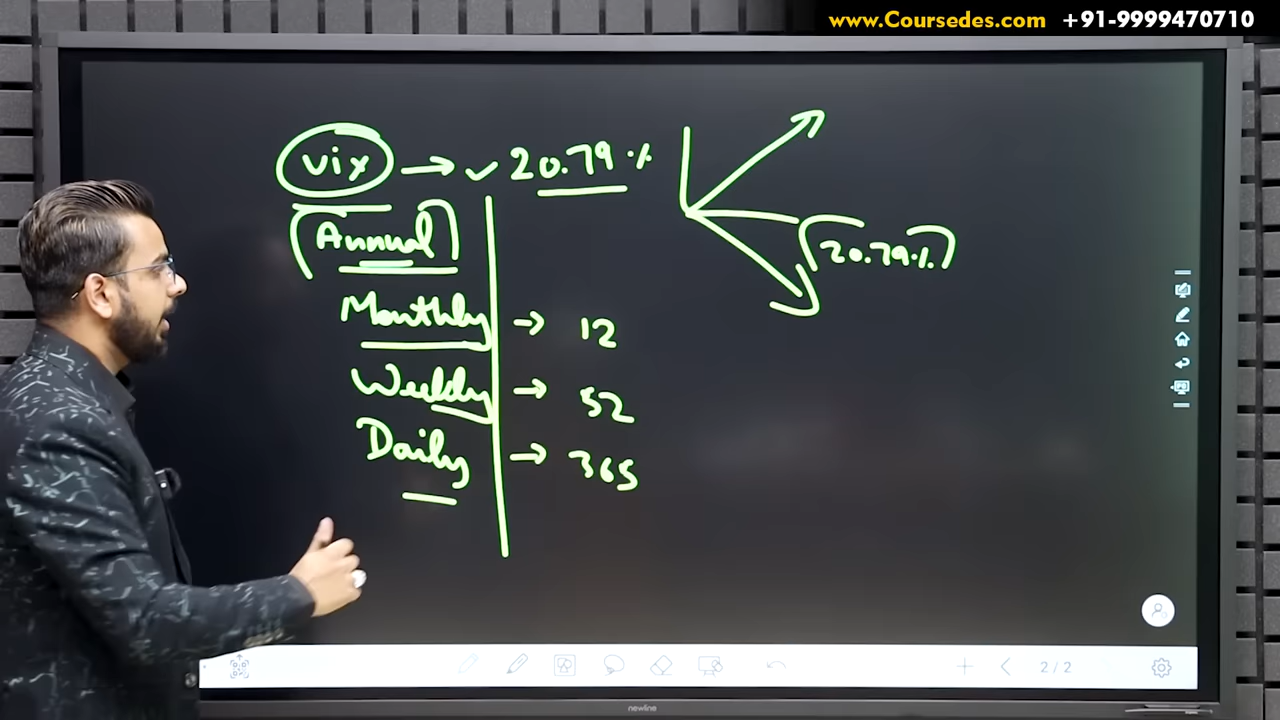 www.Coursedes.com +91-9999470710
vix → ✓ 20.79 %
Annual
20.79 %
Monthly → 12
Weekly → 52
Daily → 365
2/2
newline